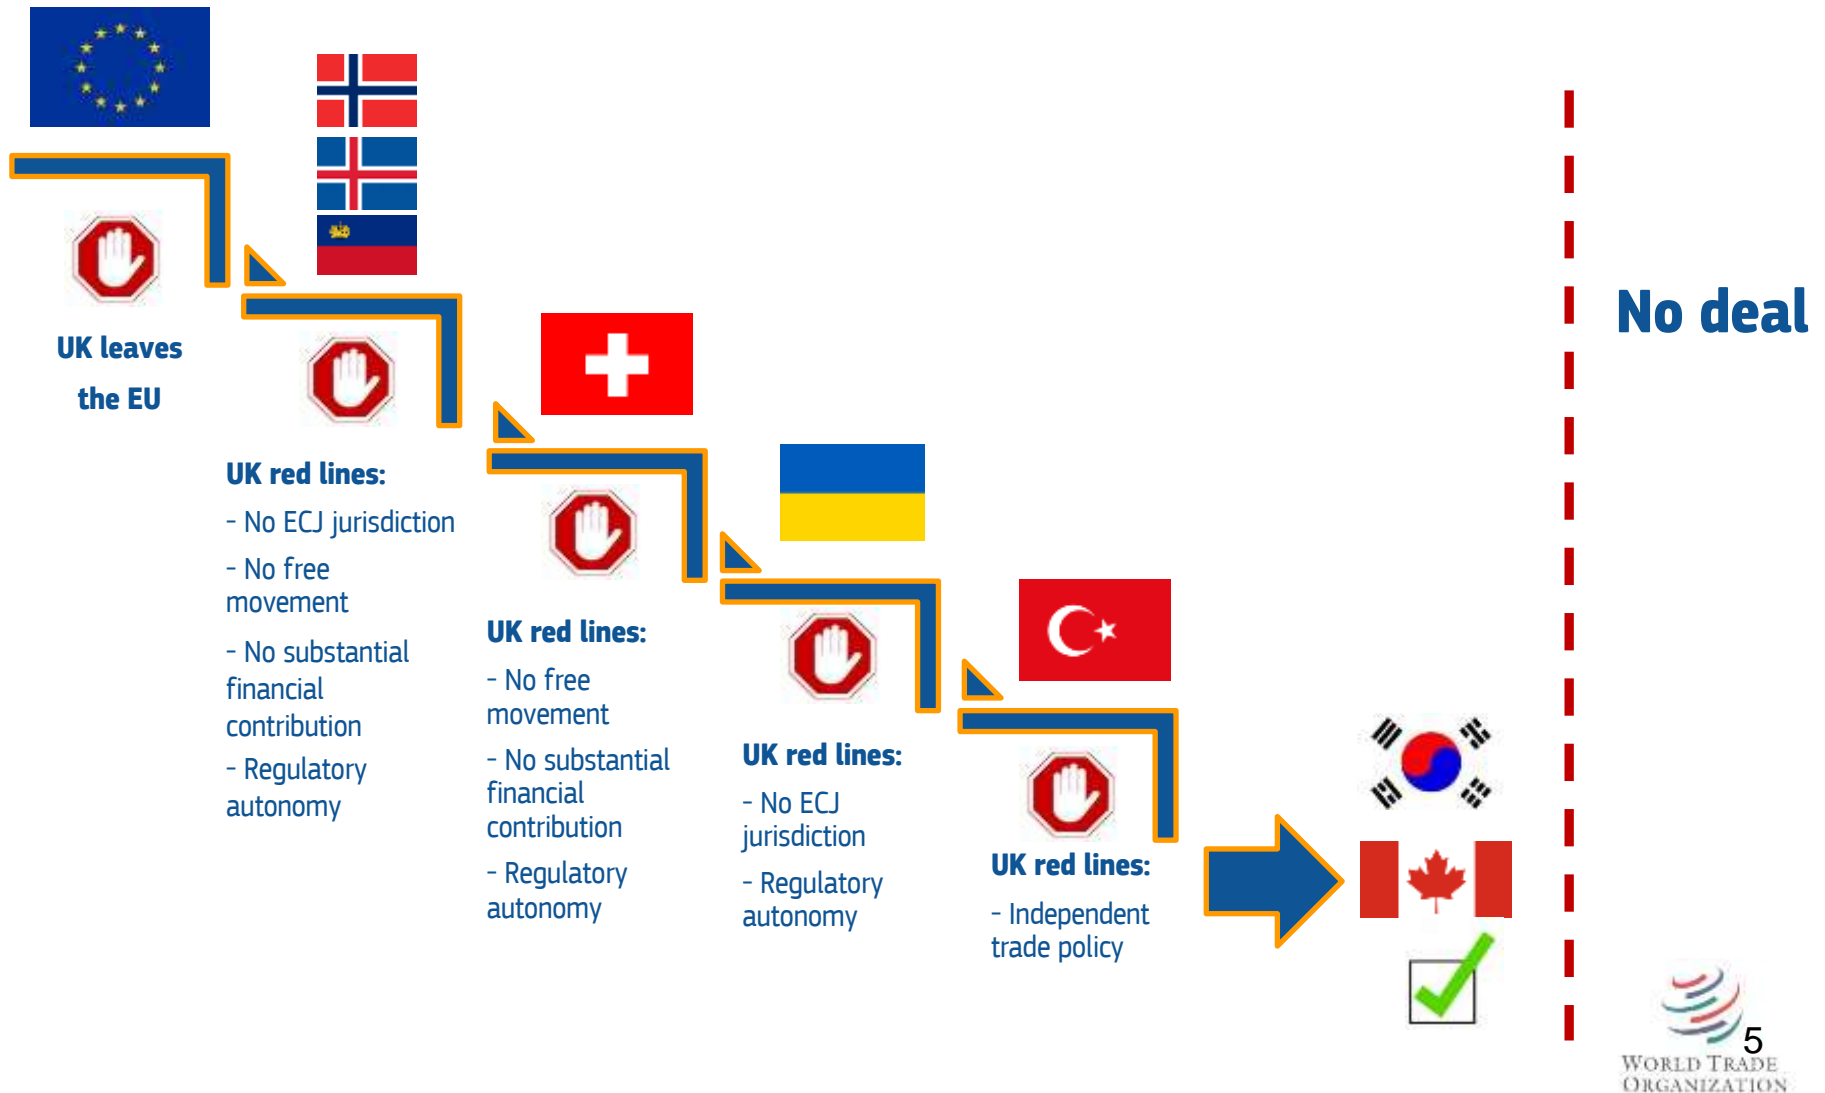 UK leaves
the EU
UK red lines:
- No ECJ jurisdiction
- No free
movement
- No substantial
financial
contribution
- Regulatory
autonomy
UK red lines:
- No free
movement
- No substantial
financial
contribution
- Regulatory
autonomy
UK red lines:
- No ECJ
jurisdiction
- Regulatory
autonomy
UK red lines:
- Independent
trade policy
No deal
5
WORLD TRADE
ORGANIZATION